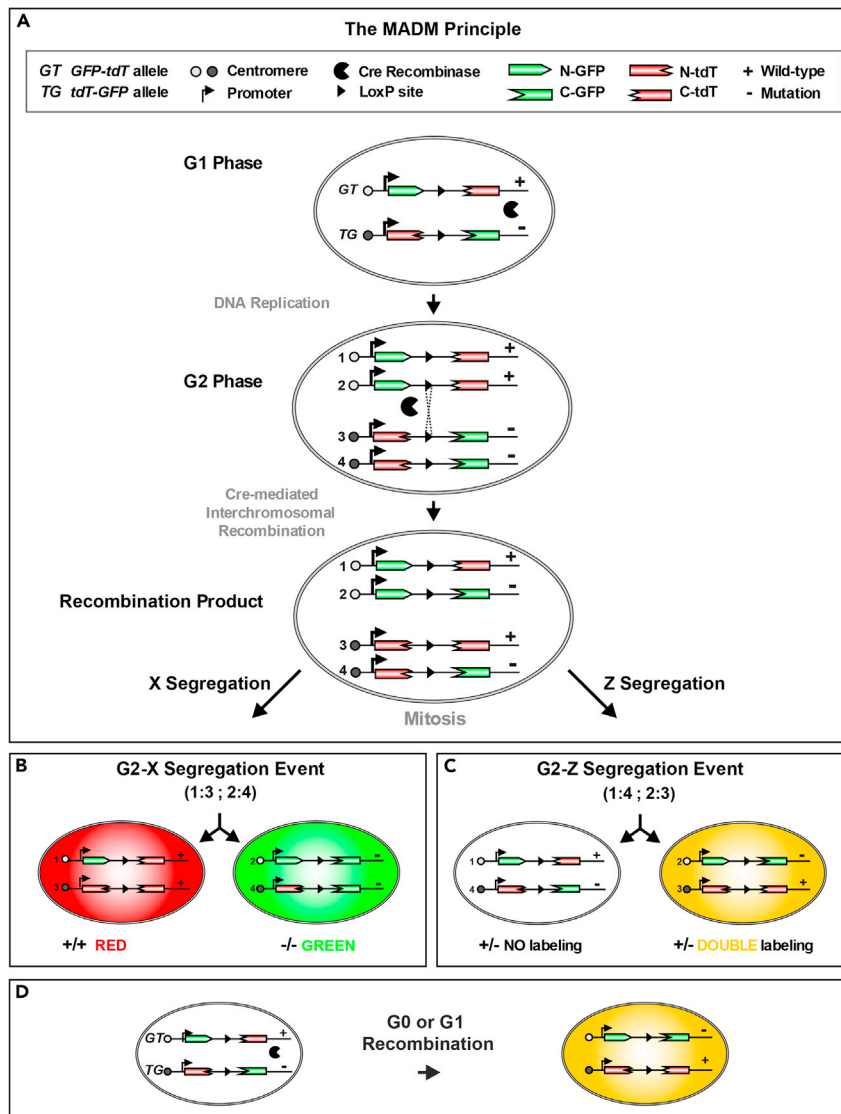 A
The MADM Principle
GT GFP-tdT allele
Centromere
Cre Recombinase
N-GFP
N-tdT
+ Wild-type
TG tdT-GFP allele
Promoter
LoxP site
C-GFP
C-tdT
- Mutation
G1 Phase
GT
+
TG
-
DNA Replication
G2 Phase
1
+
2
+
3
-
4
-
Cre-mediated
Interchromosomal
Recombination
Recombination Product
1
+
2
-
3
+
4
-
X Segregation
Z Segregation
Mitosis
B
G2-X Segregation Event
(1:3 ; 2:4)
1
+
3
+
2
-
4
-
+/+ RED
-/- GREEN
C
G2-Z Segregation Event
(1:4 ; 2:3)
1
+
4
-
2
-
3
+
+/- NO labeling
+/- DOUBLE labeling
D
GT
+
TG
-
G0 or G1
Recombination
-
+